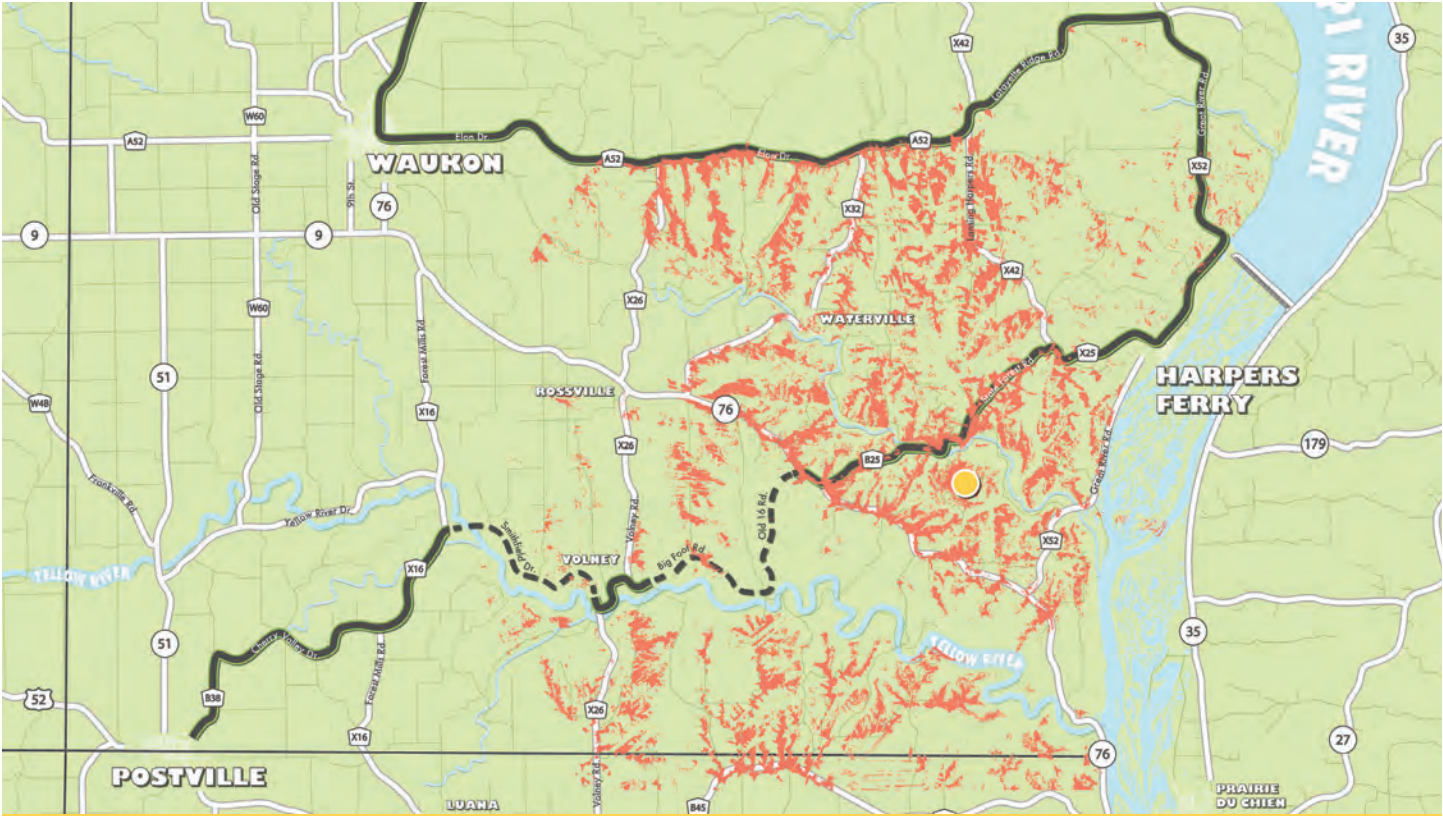 X42
35
PI RIVER
Lafayette Ridge Rd.
W60
Great River Rd.
A52
Elon Dr.
A52
Elon Dr.
A52
WAUKON
X52
Old Stage Rd.
9th St.
76
X32
Lansing Harpers Rd.
9
9
X42
X26
W60
WATERVILLE
Forest Mills Rd.
X25
51
Old Stage Rd.
ROSSVILLE
HARPERS
FERRY
W4B
X16
76
X26
179
B25
Great River Rd.
Frankville Rd.
Yellow River Dr.
Smithfield Dr.
Volney Rd
Old 16 Rd.
X52
VOLNEY
Big Foot Rd.
YELLOW RIVER
X16
51
Cherry Valley Dr.
35
YELLOW RIVER
Forest Mills Rd
52
B38
X26
X16
27
76
POSTVILLE
Volney Rd.
LUANA
B45
PRAIRIE
DU CHIEN